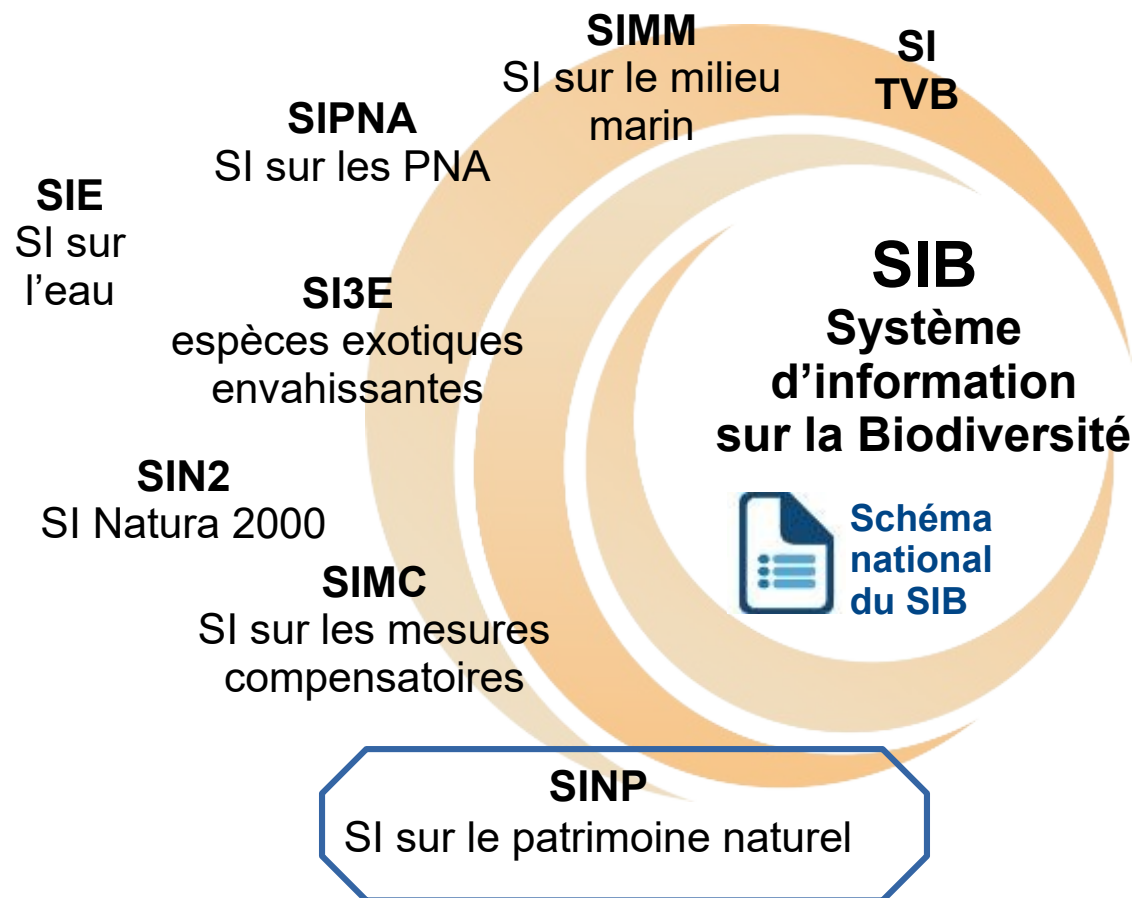 SIMM
SI sur le milieu
marin
SI
TVB
SIPNA
SI sur les PNA
SIE
SI sur
l’eau
SI3E
espèces exotiques
envahissantes
SIB
Système
d’information
sur la Biodiversité
SIN2
SI Natura 2000
Schéma
national
du SIB
SIMC
SI sur les mesures
compensatoires
SINP
SI sur le patrimoine naturel